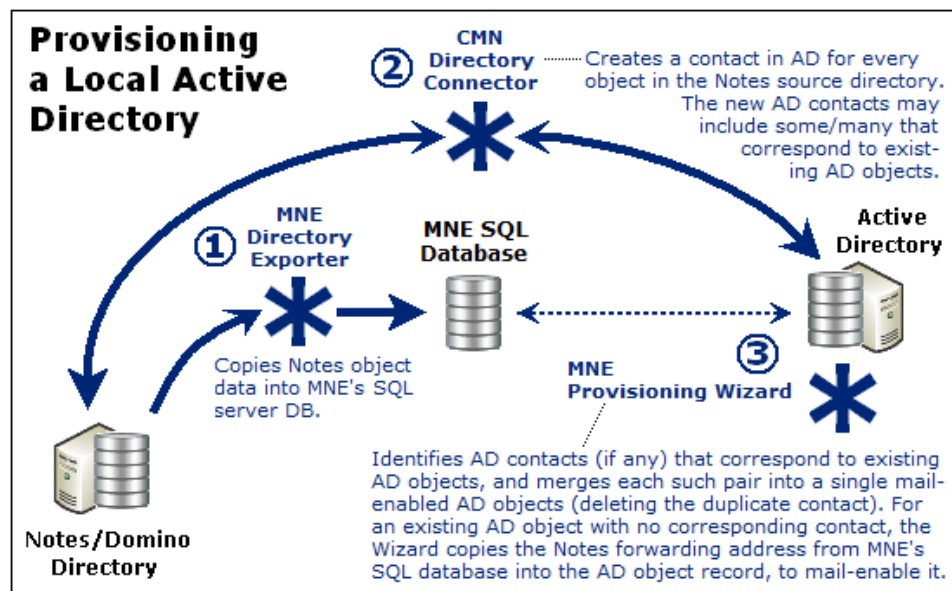 Provisioning
a Local Active
Directory
2
CMN
Directory
Connector
Creates a contact in AD for every
object in the Notes source directory.
The new AD contacts may
include some/many that
correspond to exist-
ing AD objects.
1
MNE
Directory
Exporter
MNE SQL
Database
Active
Directory
Copies Notes object
data into MNE's SQL
server DB.
3
MNE
Provisioning Wizard
Identifies AD contacts (if any) that correspond to existing
AD objects, and merges each such pair into a single mail-
enabled AD objects (deleting the duplicate contact). For
an existing AD object with no corresponding contact, the
Wizard copies the Notes forwarding address from MNE's
SQL database into the AD object record, to mail-enable it.
Notes/Domino
Directory